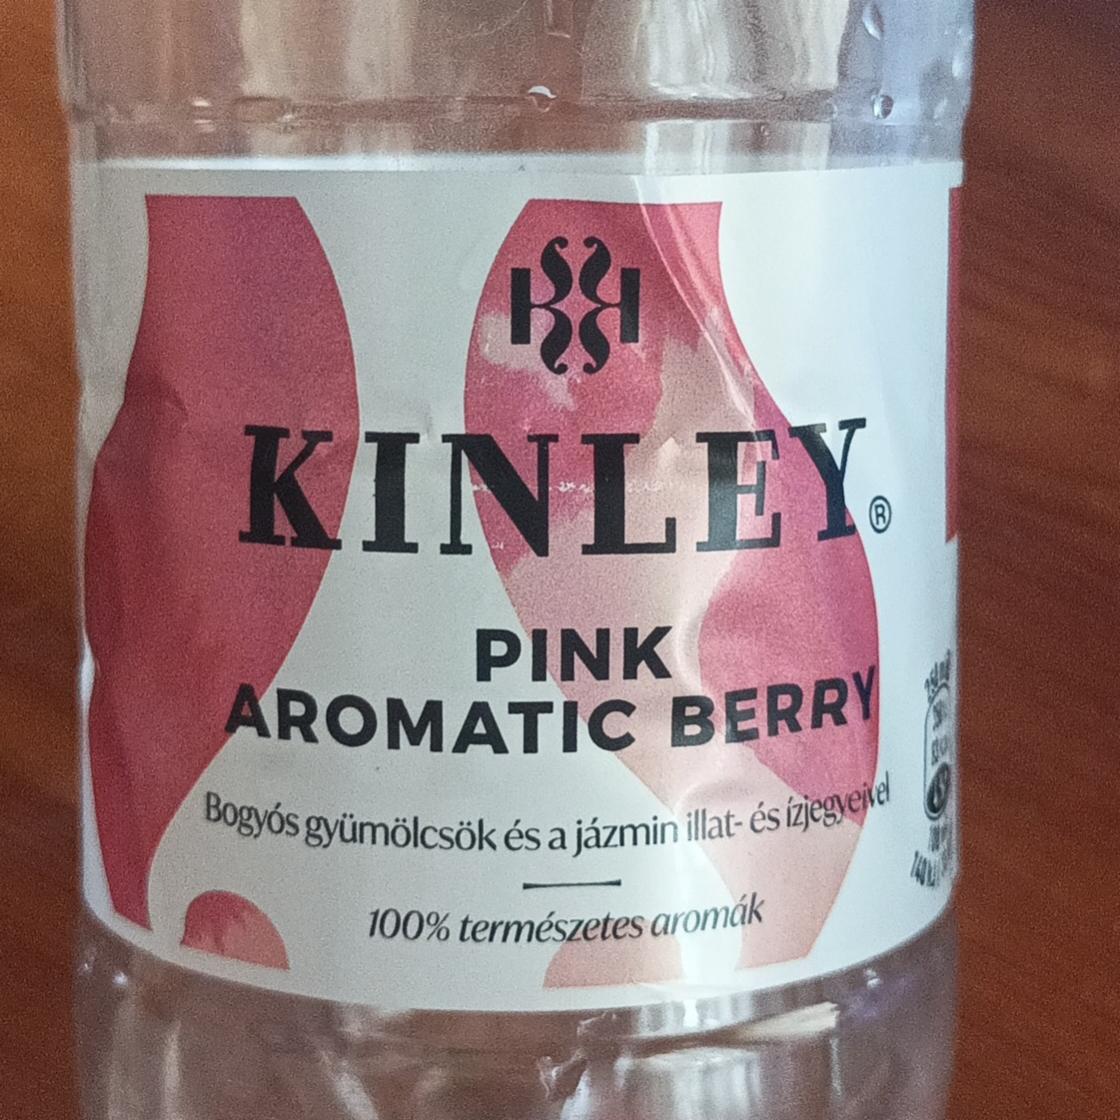 KINLEY®
PINK
AROMATIC BERRY
Bogyós gyümölcsök és a jázmin illat- és ízjegyeivel
100% természetes aromák